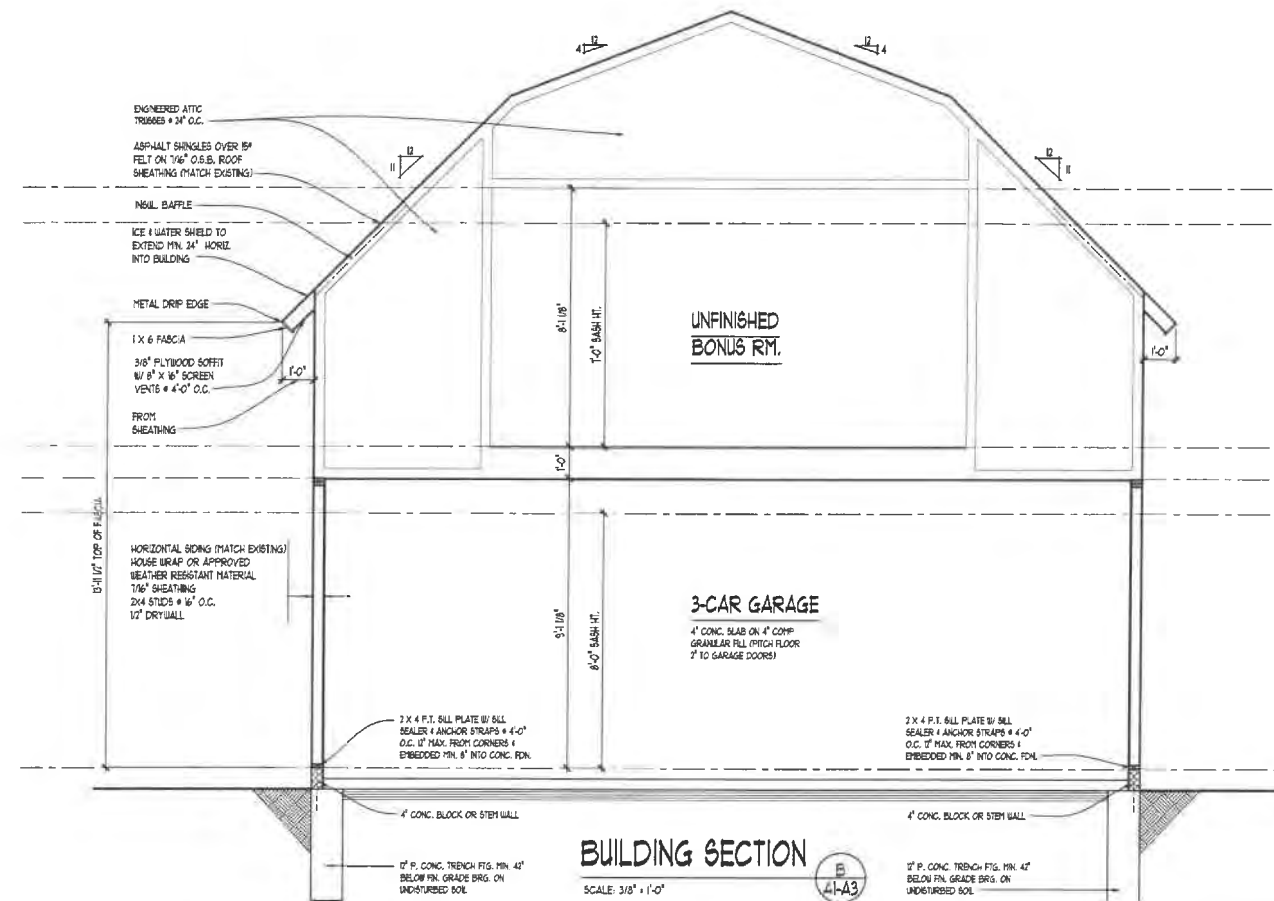 12
4
12
4
ENGINEERED ATTIC
TRUSSES @ 24" O.C.
ASPHALT SHINGLES OVER 15#
FELT ON 7/16" O.S.B. ROOF
SHEATHING (MATCH EXISTING)
12
11
12
11
INSUL. BAFFLE
ICE & WATER SHIELD TO
EXTEND MIN. 24" HORIZ.
INTO BUILDING
METAL DRIP EDGE
1 X 6 FASCIA
3/8" PLYWOOD SOFFIT
W/ 8" X 16" SCREEN
VENTS @ 4'-0" O.C.
1'-0"
FROM
SHEATHING
8'-1 1/8"
7'-0" SASH HT.
UNFINISHED
BONUS RM.
1'-0"
1'-0"
13'-11 1/2" TOP OF FASCIA
HORIZONTAL SIDING (MATCH EXISTING)
HOUSE WRAP OR APPROVED
WEATHER RESISTANT MATERIAL
7/16" SHEATHING
2X4 STUDS @ 16" O.C.
1/2" DRYWALL
9'-1 1/8"
8'-0" SASH HT.
3-CAR GARAGE
4" CONC. SLAB ON 4" COMP
GRANULAR FILL (PITCH FLOOR
2" TO GARAGE DOORS)
2 X 4 P.T. SILL PLATE W/ SILL
SEALER & ANCHOR STRAPS @ 4'-0"
O.C. 12" MAX. FROM CORNERS &
EMBEDDED MIN. 8" INTO CONC. FDN.
2 X 4 P.T. SILL PLATE W/ SILL
SEALER & ANCHOR STRAPS @ 4'-0"
O.C. 12" MAX. FROM CORNERS &
EMBEDDED MIN. 8" INTO CONC. FDN.
4" CONC. BLOCK OR STEM WALL
4" CONC. BLOCK OR STEM WALL
12" P. CONC. TRENCH FTG. MIN. 42"
BELOW FIN. GRADE BRG. ON
UNDISTURBED SOIL
BUILDING SECTION
SCALE: 3/8" = 1'-0"
B
A1-A3
12" P. CONC. TRENCH FTG. MIN. 42"
BELOW FIN. GRADE BRG. ON
UNDISTURBED SOIL